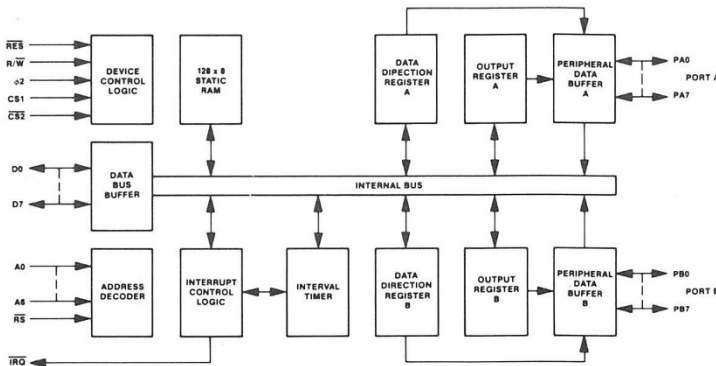 RES
R/W
ϕ2
CS1
CS2
DEVICE
CONTROL
LOGIC
128 x 8
STATIC
RAM
DATA
DIPECTION
REGISTER
A
OUTPUT
REGISTER
A
PERIPHERAL
DATA
BUFFER
A
PA0
PORT A
PA7
D0
D7
DATA
BUS
BUFFER
INTERNAL BUS
A0
A6
RS
IRQ
ADDRESS
DECODER
INTERRUPT
CONTROL
LOGIC
INTERVAL
TIMER
DATA
DIRECTION
REGISTER
B
OUTPUT
REGISTER
B
PERIPHERAL
DATA
BUFFER
B
PB0
PORT B
PB7